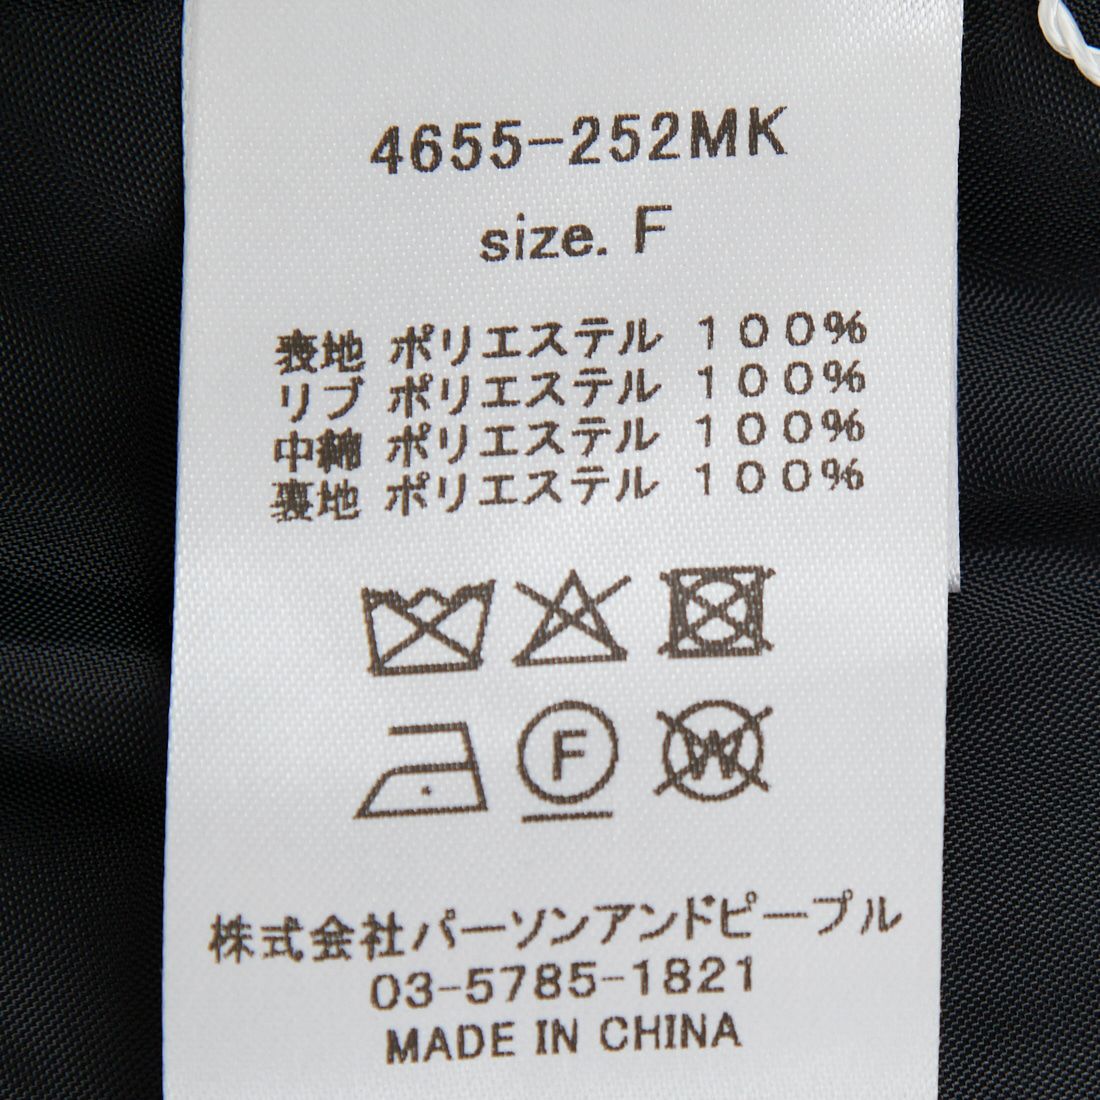 4655-252MK
size. F
表地 ポリエステル 100%
リブ ポリエステル 100%
中綿 ポリエステル 100%
裏地 ポリエステル 100%
F
W
株式会社パーソンアンドピープル
03-5785-1821
MADE IN CHINA